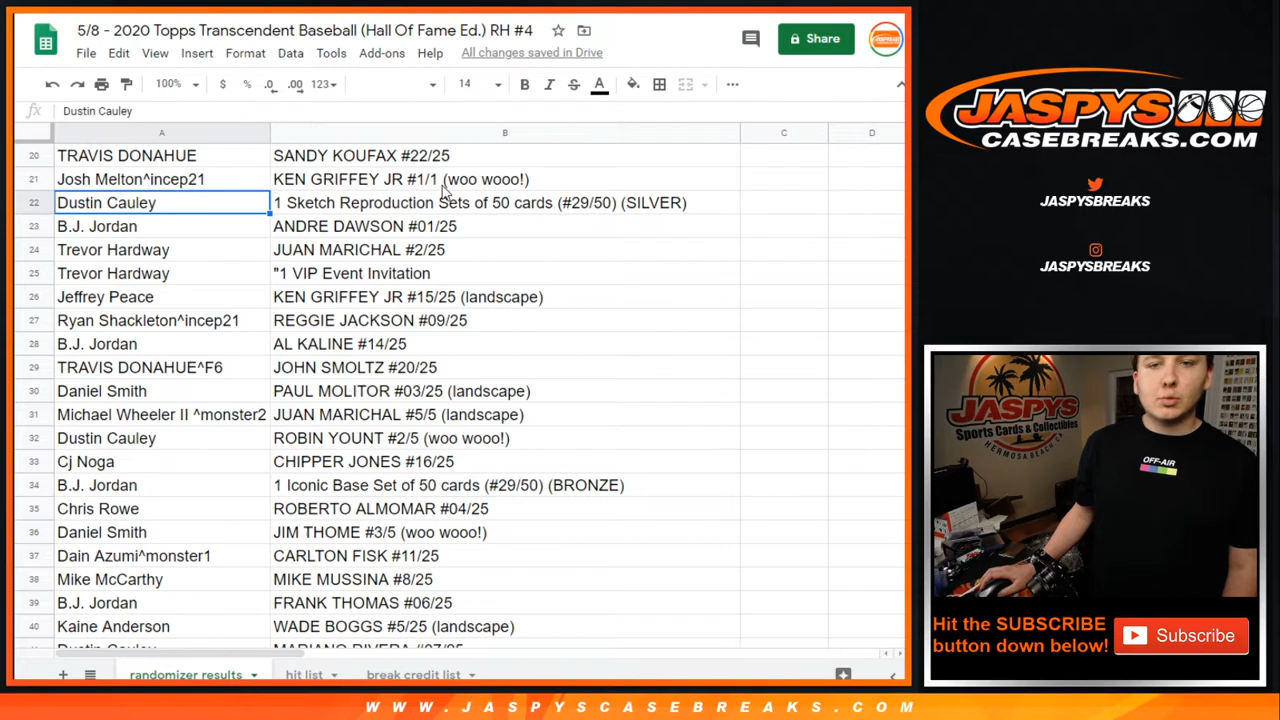 5/8 - 2020 Topps Transcendent Baseball (Hall Of Fame Ed.) RH #4
File Edit View Insert Format Data Tools Add-ons Help All changes saved in Drive
Share
100% $ % .0 .00 123 14 B I S A
fx Dustin Cauley
A B C D
20 TRAVIS DONAHUE SANDY KOUFAX #22/25
21 Josh Melton^incep21 KEN GRIFFEY JR #1/1 (woo wooo!)
22 Dustin Cauley 1 Sketch Reproduction Sets of 50 cards (#29/50) (SILVER)
23 B.J. Jordan ANDRE DAWSON #01/25
24 Trevor Hardway JUAN MARICHAL #2/25
25 Trevor Hardway "1 VIP Event Invitation
26 Jeffrey Peace KEN GRIFFEY JR #15/25 (landscape)
27 Ryan Shackleton^incep21 REGGIE JACKSON #09/25
28 B.J. Jordan AL KALINE #14/25
29 TRAVIS DONAHUE^F6 JOHN SMOLTZ #20/25
30 Daniel Smith PAUL MOLITOR #03/25 (landscape)
31 Michael Wheeler II ^monster2 JUAN MARICHAL #5/5 (landscape)
32 Dustin Cauley ROBIN YOUNT #2/5 (woo wooo!)
33 Cj Noga CHIPPER JONES #16/25
34 B.J. Jordan 1 Iconic Base Set of 50 cards (#29/50) (BRONZE)
35 Chris Rowe ROBERTO ALMOMAR #04/25
36 Daniel Smith JIM THOME #3/5 (woo wooo!)
37 Dain Azumi^monster1 CARLTON FISK #11/25
38 Mike McCarthy MIKE MUSSINA #8/25
39 B.J. Jordan FRANK THOMAS #06/25
40 Kaine Anderson WADE BOGGS #5/25 (landscape)
Dustin Cauley MARIANO RIVERA #07/25
randomizer results hit list break credit list
JASPYS
CASEBREAKS.COM
JASPYSBREAKS
JASPYSBREAKS
JASPYS
Sports Cards & Collectibles
HERMOSA BEACH, CA
OFF-AIR
Hit the SUBSCRIBE
button down below!
Subscribe
WWW.JASPYSCASEBREAKS.COM